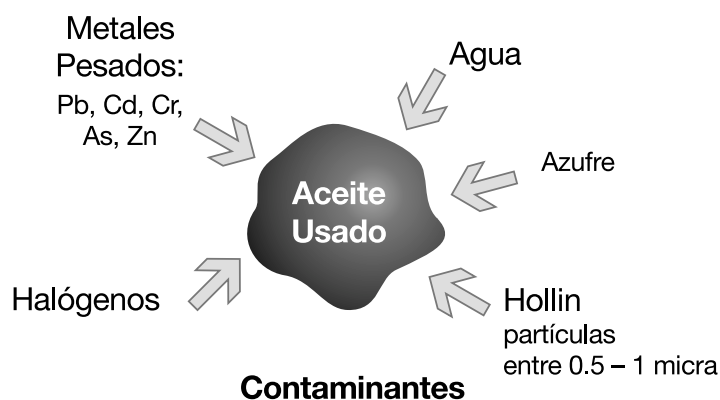 Metales
Pesados:
Pb, Cd, Cr,
As, Zn
Agua
Azufre
Aceite
Usado
Halógenos
Hollin
partículas
entre 0.5 – 1 micra
Contaminantes